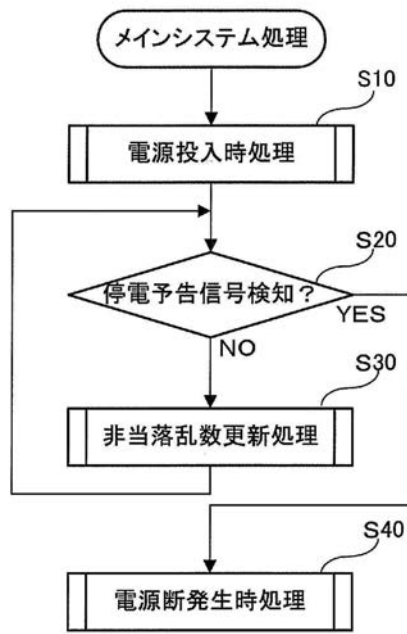 メインシステム処理
S10
電源投入時処理
S20
停電予告信号検知？
YES
NO
S30
非当落乱数更新処理
S40
電源断発生時処理